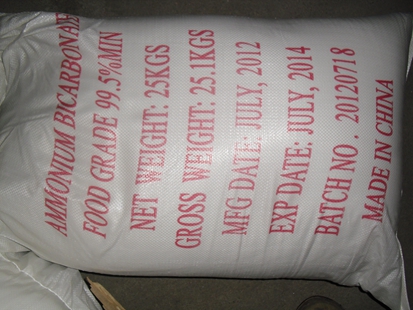 AMMONIUM BICARBONATE
FOOD GRADE 99.5%MIN
NET WEIGHT: 25KGS
GROSS WEIGHT: 25.1KGS
MFG DATE: JULY, 2012
EXP DATE: JULY, 2014
BATCH NO. 20120718
MADE IN CHINA